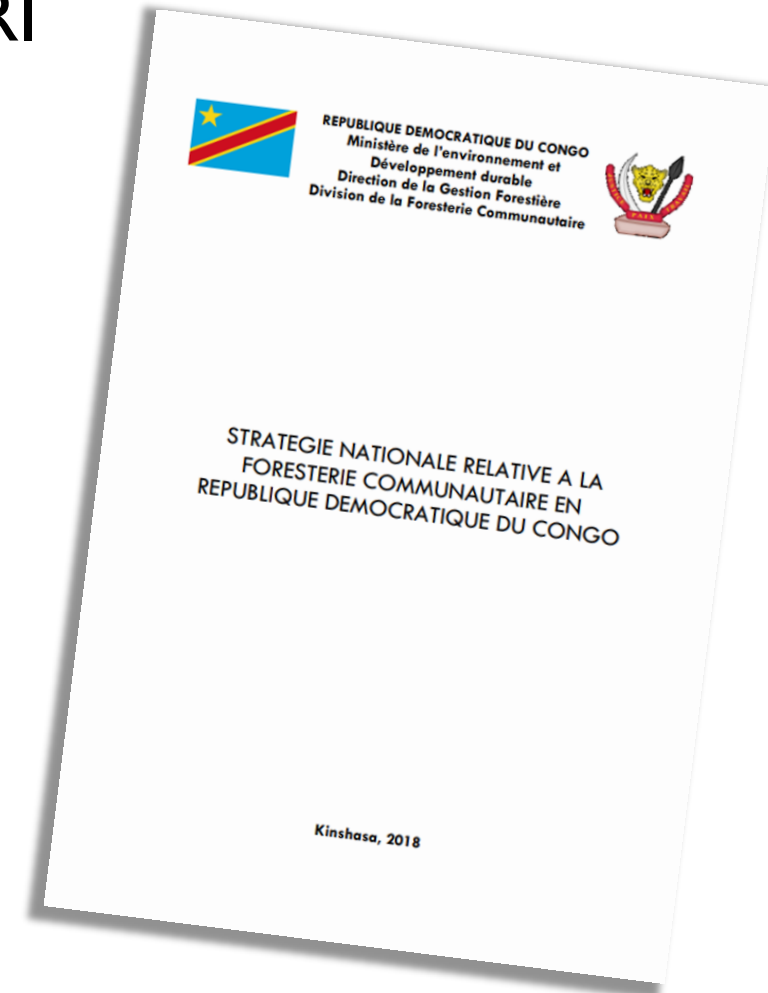 RI
REPUBLIQUE DEMOCRATIQUE DU CONGO
Ministère de l'environnement et
Développement durable
Direction de la Gestion Forestière
Division de la Foresterie Communautaire
PAIX
STRATEGIE NATIONALE RELATIVE A LA
FORESTERIE COMMUNAUTAIRE EN
REPUBLIQUE DEMOCRATIQUE DU CONGO
Kinshasa, 2018